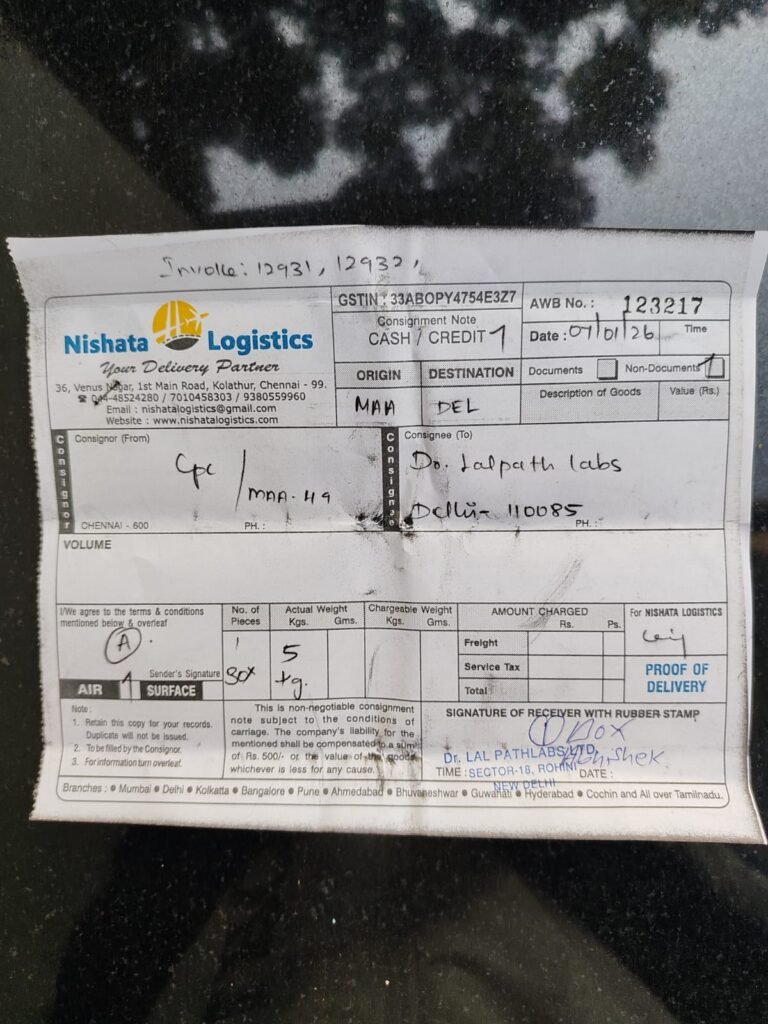 Invoice: 12931, 12932,
Nishata Logistics
Your Delivery Partner
36, Venus Nagar, 1st Main Road, Kolathur, Chennai - 99.
☎ 044-48524280 / 7010458303 / 9380559960
Email : nishatalogistics@gmail.com
Website : www.nishatalogistics.com
GSTIN : 33ABOPY4754E3Z7
Consignment Note
CASH / CREDIT
AWB No. : 123217
Date : 07/01/26 Time
ORIGIN DESTINATION
MAA DEL
Documents Non-Documents
Description of Goods Value (Rs.)
Consignor
Consignor (From)
Cpc / MAA-49
CHENNAI - 600 PH. :
Consignee
Consignee (To)
Dr. Lalpath labs
Delhi - 110085
PH. :
VOLUME
I/We agree to the terms & conditions
mentioned below & overleaf
A
Sender's Signature
AIR SURFACE
No. of Pieces
1
Box
Actual Weight
Kgs. Gms.
5
kg.
Chargeable Weight
Kgs. Gms.
AMOUNT CHARGED
Rs. Ps.
Freight
Service Tax
Total
For NISHATA LOGISTICS
PROOF OF
DELIVERY
Note :
1. Retain this copy for your records.
Duplicate will not be issued.
2. To be filled by the Consignor.
3. For information turn overleaf.
This is non-negotiable consignment
note subject to the conditions of
carriage. The company's liability for the
mentioned shall be compensated to a sum
of Rs. 500/- or the value of the goods
whichever is less for any cause.
SIGNATURE OF RECEIVER WITH RUBBER STAMP
1 Box
Abhishek
Dr. LAL PATHLABS LTD.
SECTOR-18, ROHINI
NEW DELHI
TIME : DATE :
Branches : • Mumbai • Delhi • Kolkatta • Bangalore • Pune • Ahmedabad • Bhuvaneshwar • Guwahati • Hyderabad • Cochin and All over Tamilnadu.